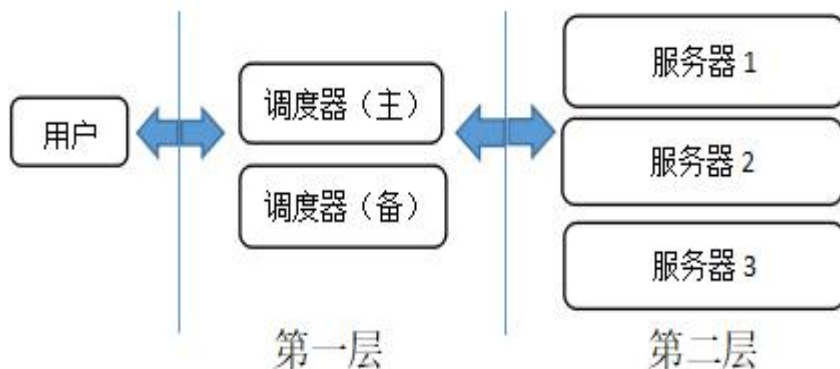 用户
调度器（主）
调度器（备）
服务器 1
服务器 2
服务器 3
第一层
第二层